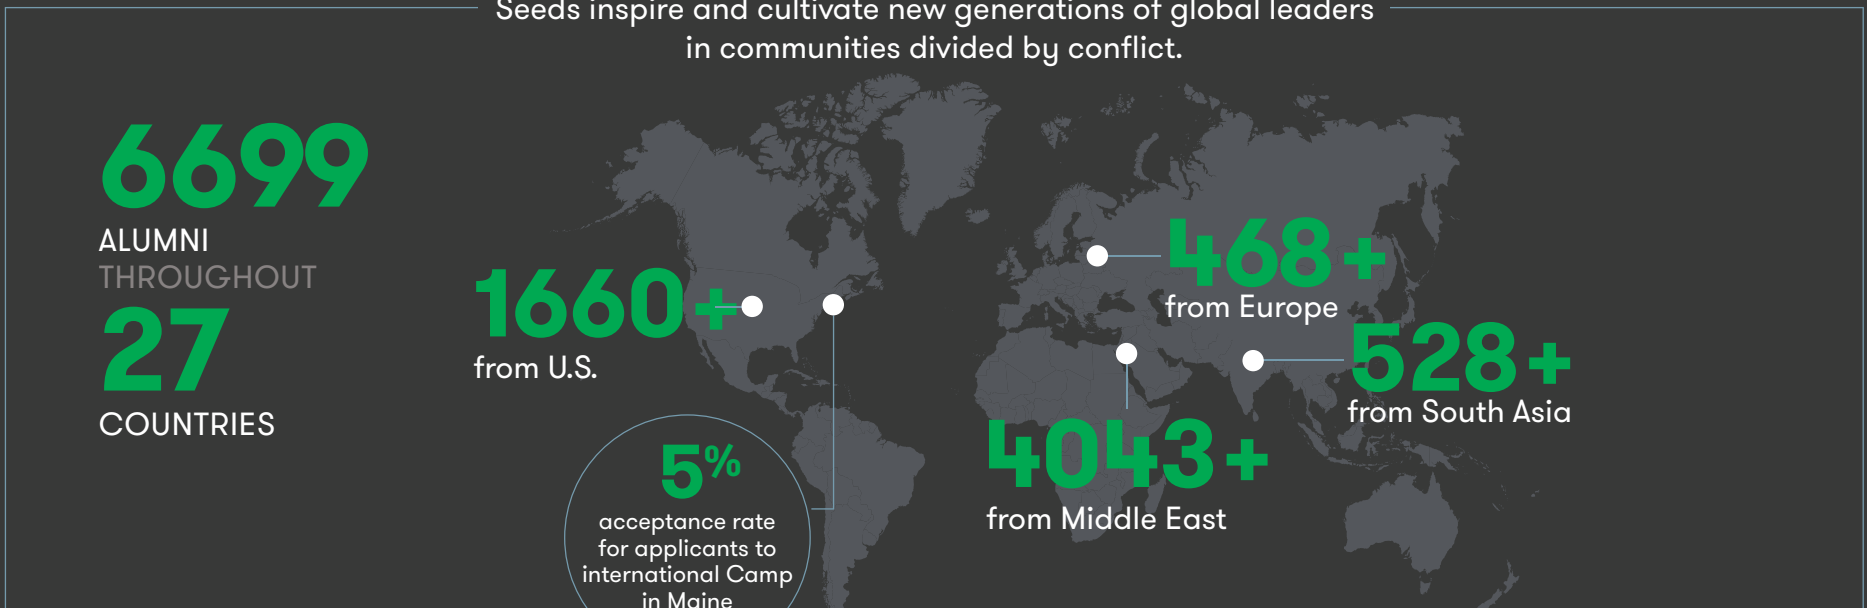 Seeds inspire and cultivate new generations of global leaders
in communities divided by conflict.
6699
ALUMNI
THROUGHOUT
27
COUNTRIES
1660+
from U.S.
468+
from Europe
528+
from South Asia
4043+
from Middle East
5%
acceptance rate
for applicants to
international Camp
in Maine